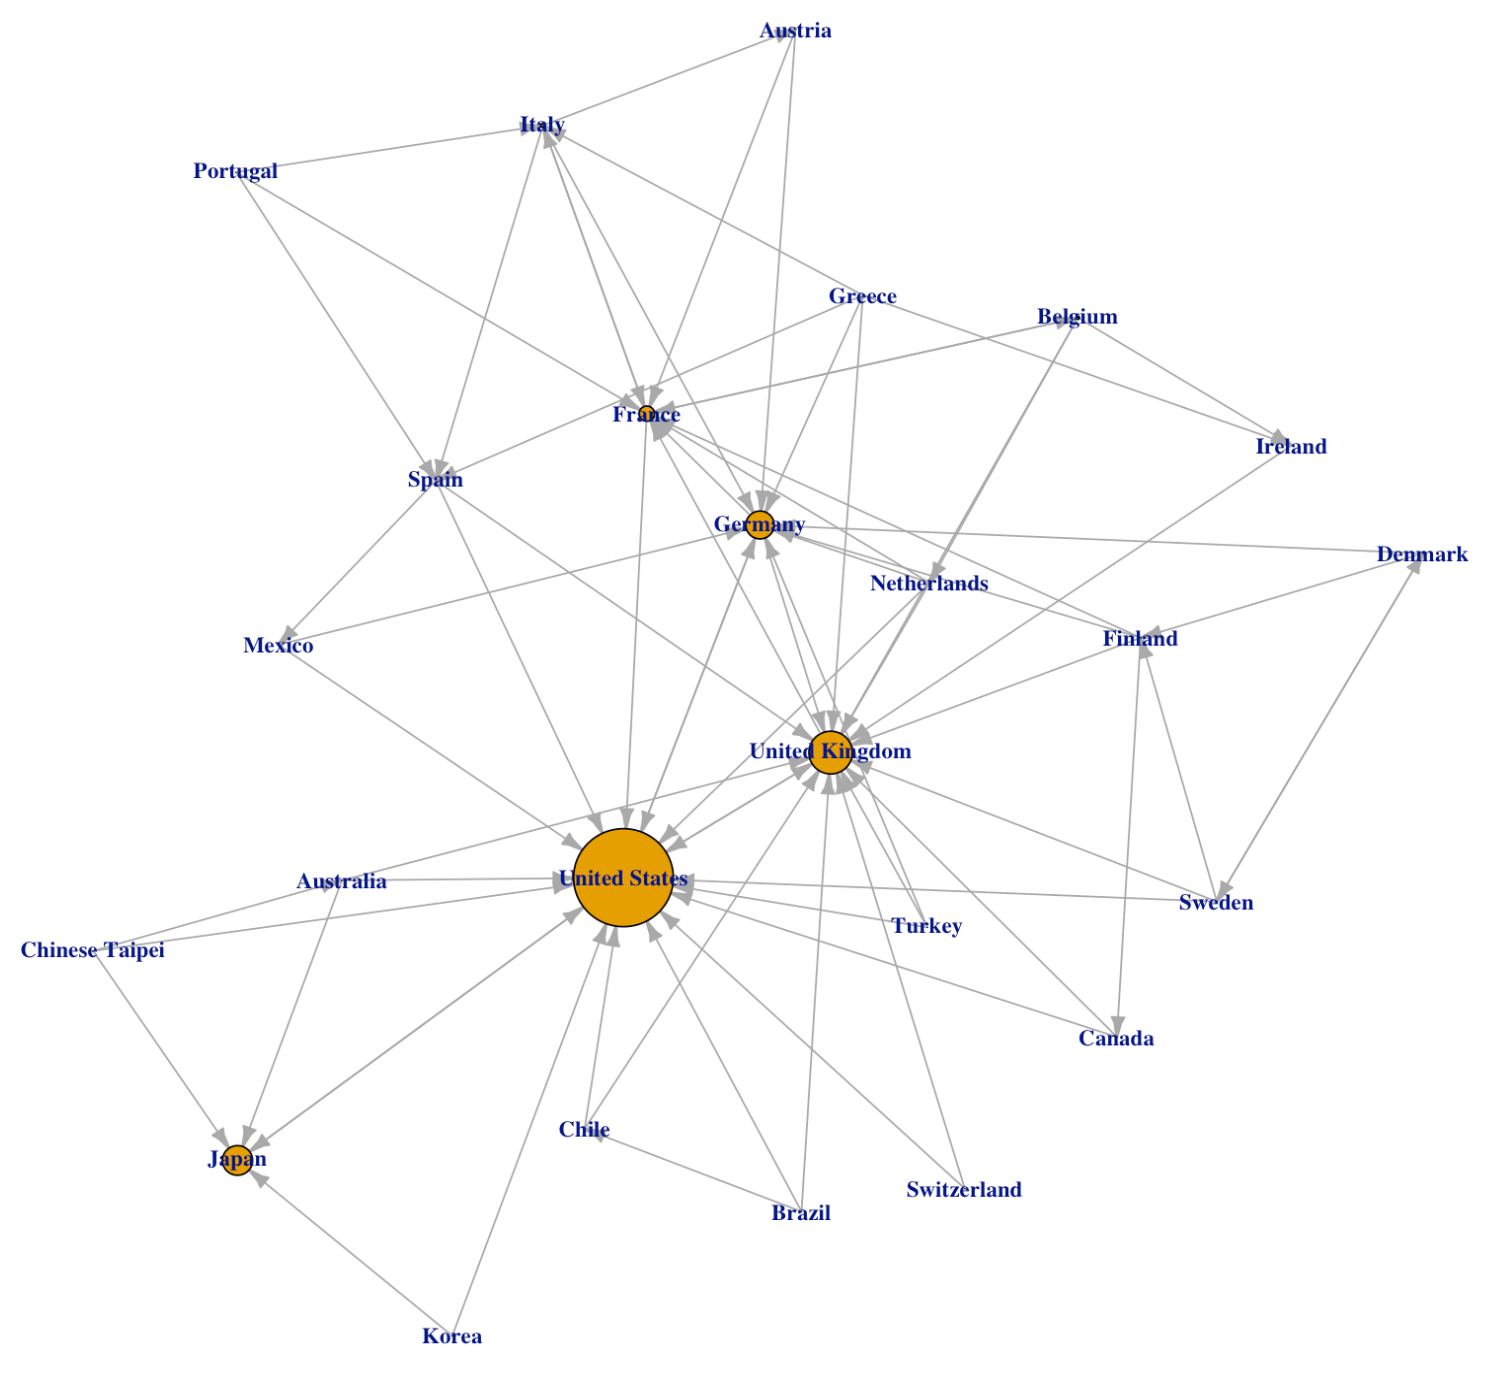 Austria
Italy
Portugal
Greece
Belgium
France
Ireland
Spain
Germany
Denmark
Netherlands
Mexico
Finland
United Kingdom
United States
Australia
Sweden
Turkey
Chinese Taipei
Canada
Chile
Japan
Switzerland
Brazil
Korea